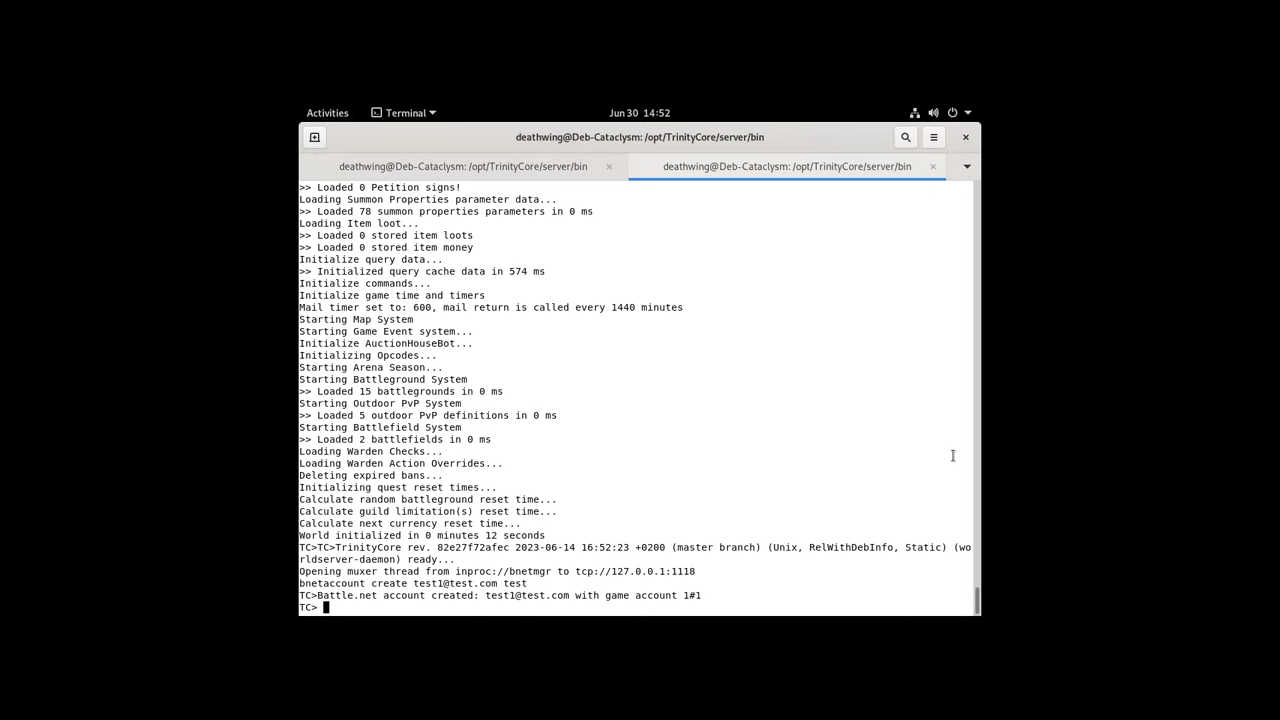 Activities Terminal Jun 30 14:52
deathwing@Deb-Cataclysm: /opt/TrinityCore/server/bin
deathwing@Deb-Cataclysm: /opt/TrinityCore/server/bin × deathwing@Deb-Cataclysm: /opt/TrinityCore/server/bin ×
>> Loaded 0 Petition signs!
Loading Summon Properties parameter data...
>> Loaded 78 summon properties parameters in 0 ms
Loading Item loot...
>> Loaded 0 stored item loots
>> Loaded 0 stored item money
Initialize query data...
>> Initialized query cache data in 574 ms
Initialize commands...
Initialize game time and timers
Mail timer set to: 600, mail return is called every 1440 minutes
Starting Map System
Starting Game Event system...
Initialize AuctionHouseBot...
Initializing Opcodes...
Starting Arena Season...
Starting Battleground System
>> Loaded 15 battlegrounds in 0 ms
Starting Outdoor PvP System
>> Loaded 5 outdoor PvP definitions in 0 ms
Starting Battlefield System
>> Loaded 2 battlefields in 0 ms
Loading Warden Checks...
Loading Warden Action Overrides...
Deleting expired bans...
Initializing quest reset times...
Calculate random battleground reset time...
Calculate guild limitation(s) reset time...
Calculate next currency reset time...
World initialized in 0 minutes 12 seconds
TC>TC>TrinityCore rev. 82e27f72afec 2023-06-14 16:52:23 +0200 (master branch) (Unix, RelWithDebInfo, Static) (wo
rldserver-daemon) ready...
Opening muxer thread from inproc://bnetmgr to tcp://127.0.0.1:1118
bnetaccount create test1@test.com test
TC>Battle.net account created: test1@test.com with game account 1#1
TC>